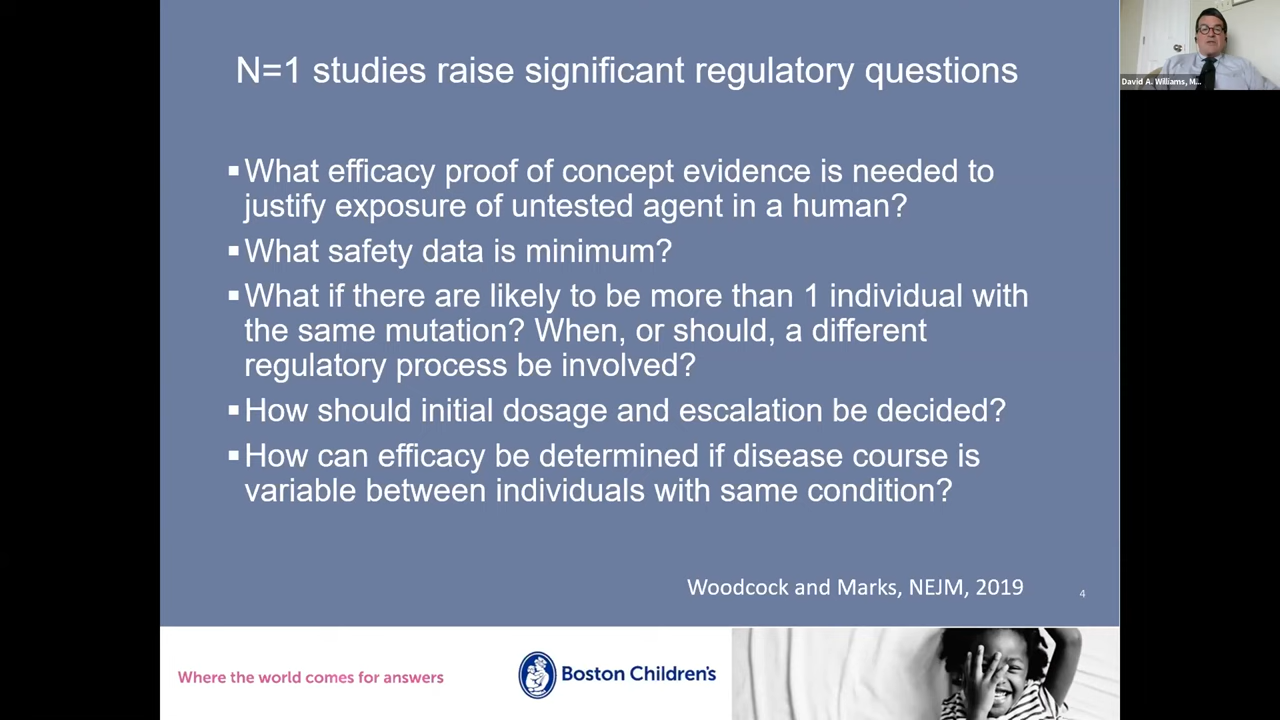 N=1 studies raise significant regulatory questions
David A. Williams, M...
▪What efficacy proof of concept evidence is needed to
justify exposure of untested agent in a human?
▪What safety data is minimum?
▪What if there are likely to be more than 1 individual with
the same mutation? When, or should, a different
regulatory process be involved?
▪How should initial dosage and escalation be decided?
▪How can efficacy be determined if disease course is
variable between individuals with same condition?
Woodcock and Marks, NEJM, 2019
4
Where the world comes for answers
Boston Children's